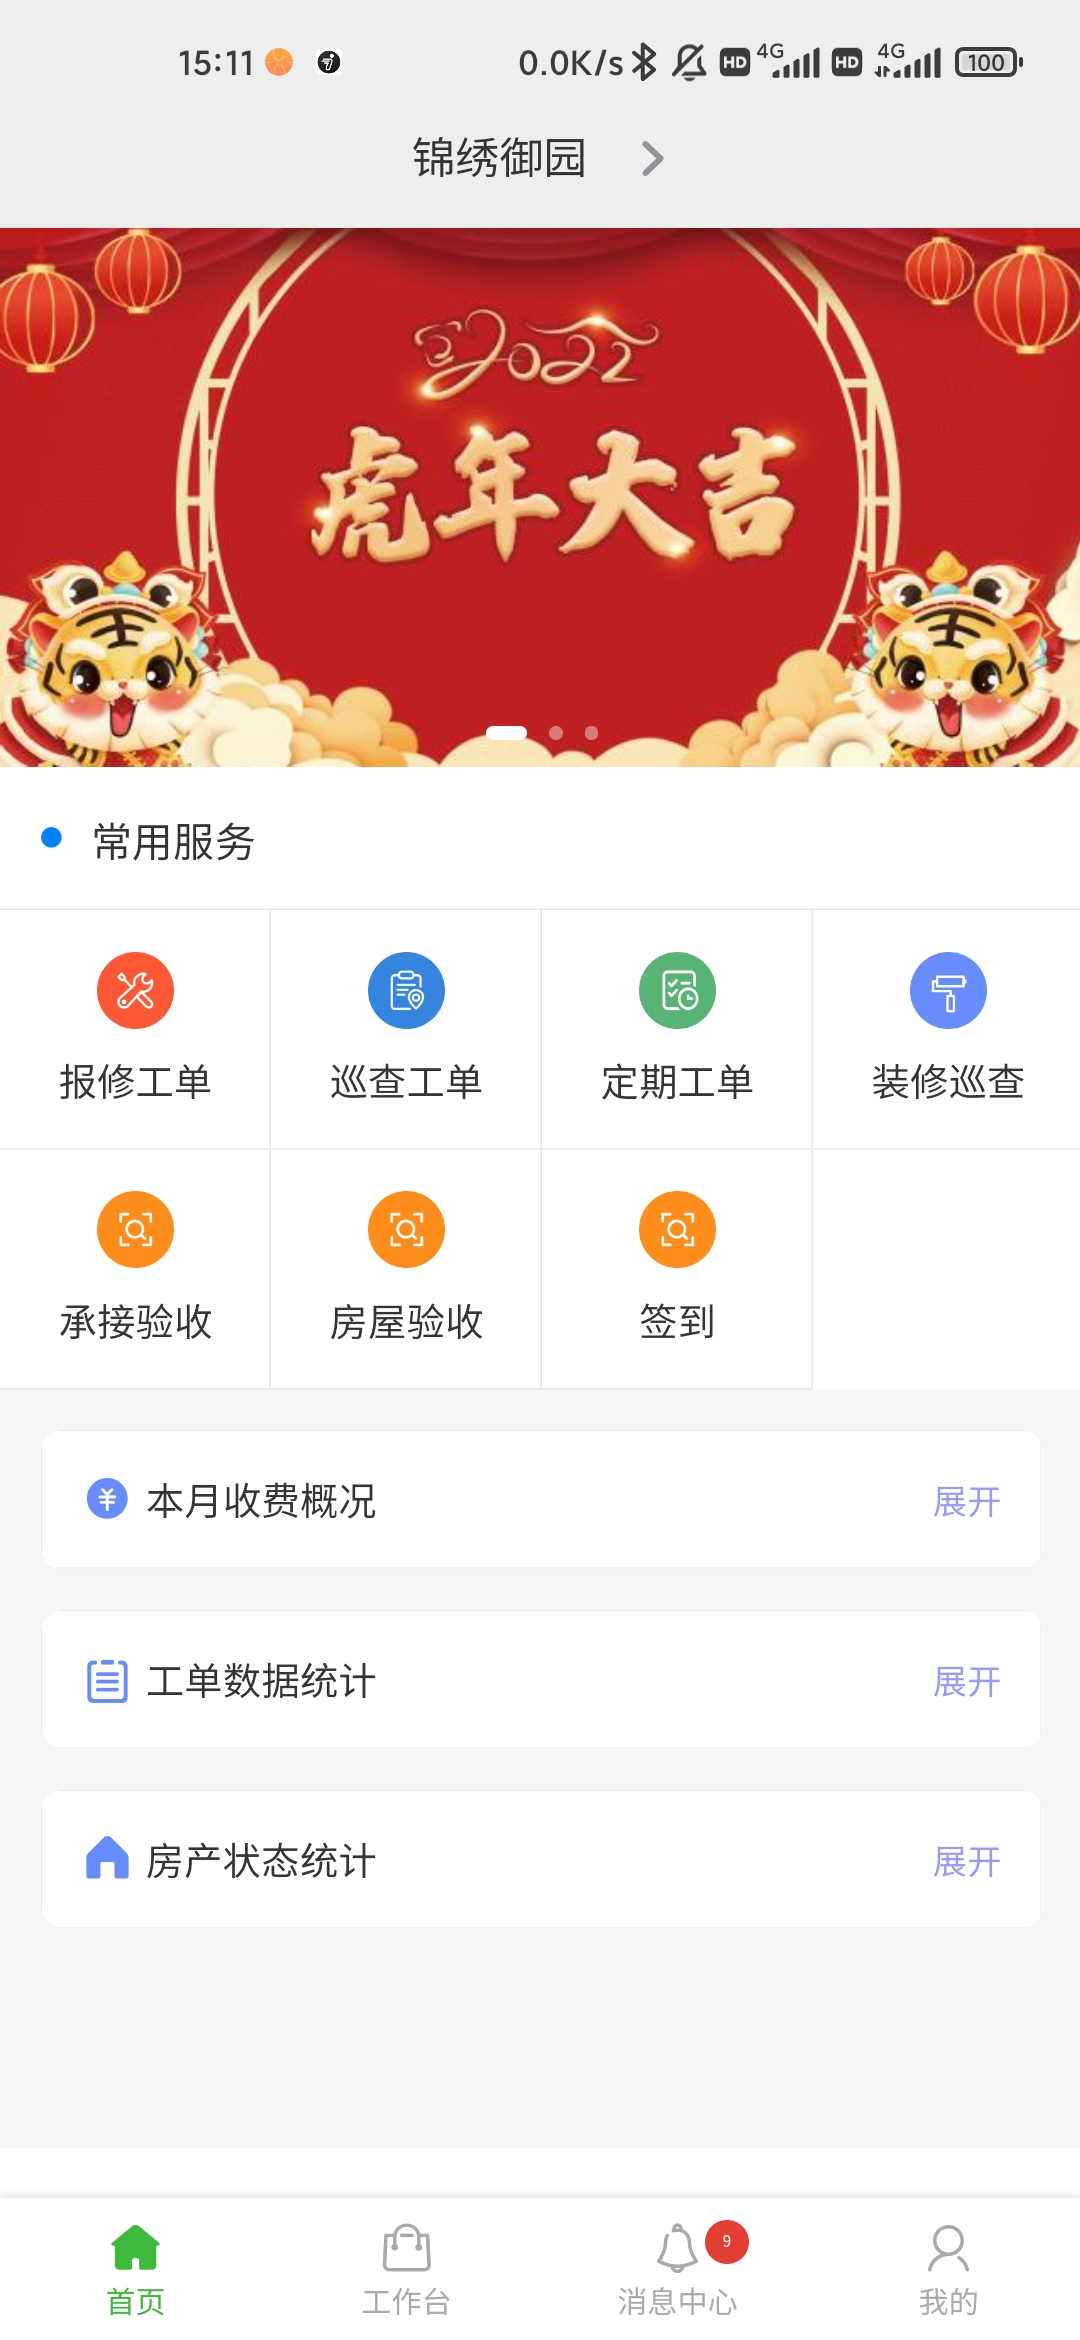 15:11 0.0K/s HD 4G HD 4G 100
锦绣御园
2022
虎年大吉
常用服务
报修工单 巡查工单 定期工单 装修巡查
承接验收 房屋验收 签到
本月收费概况 展开
工单数据统计 展开
房产状态统计 展开
9
首页 工作台 消息中心 我的